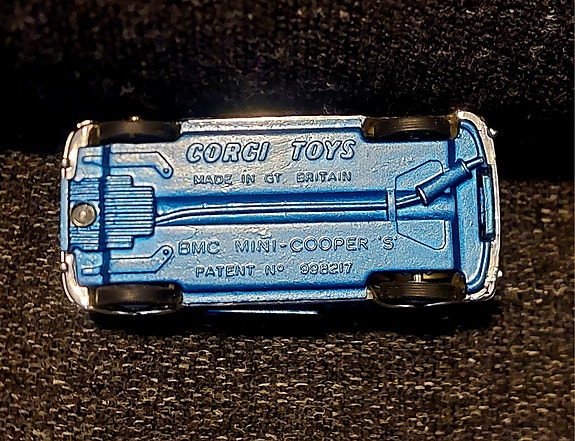 CORGI TOYS
MADE IN GT. BRITAIN
BMC MINI-COOPER 'S'
PATENT No 998217